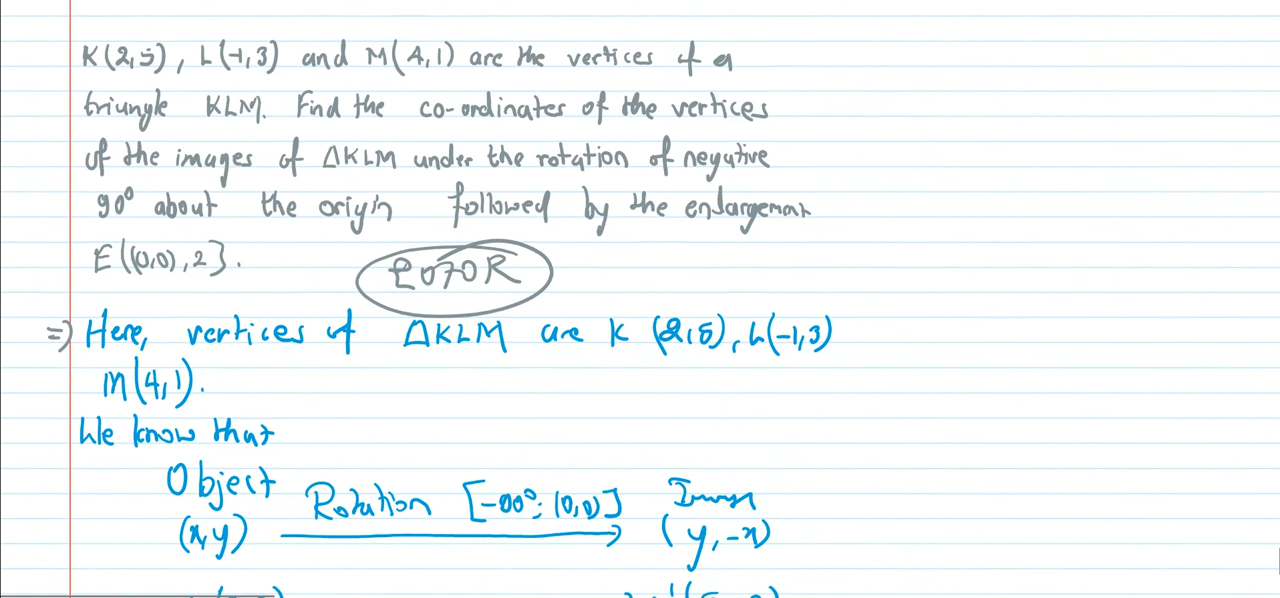 K(2,5), L(-1,3) and M(4,1) are the vertices of a
triangle KLM. Find the co-ordinates of the vertices
of the images of ΔKLM under the rotation of negative
90° about the origin followed by the enlargement
E[(0,0),2].
2070R
=) Here, vertices of ΔKLM are K (2,5), L(-1,3)
M(4,1).
We know that
Object Rotation [-90°; (0,0)] Image
(x,y) (y,-x)